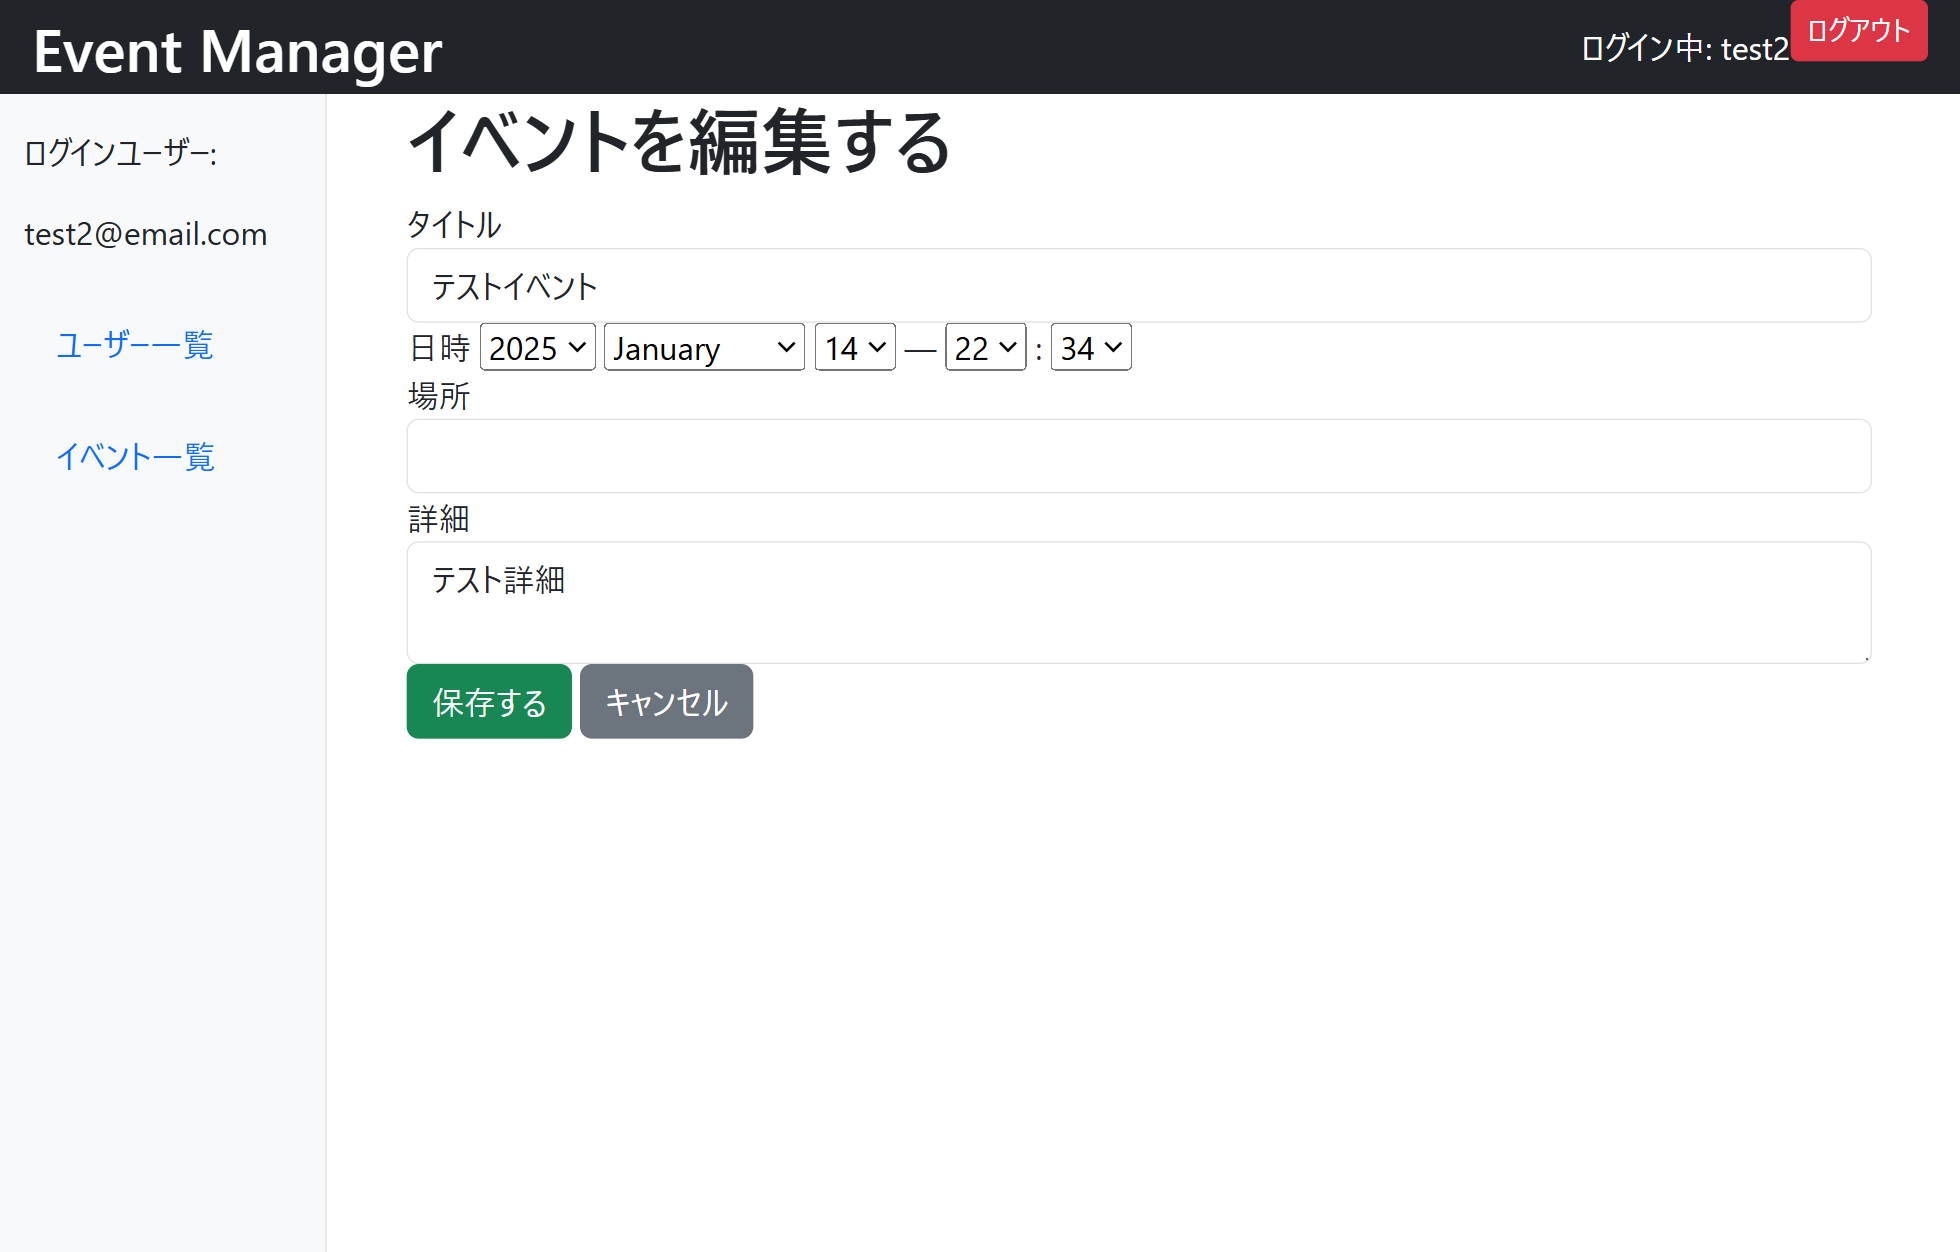 Event Manager
ログイン中: test2
ログアウト
ログインユーザー:
test2@email.com
ユーザー一覧
イベント一覧
イベントを編集する
タイトル
テストイベント
日時 2025 January 14 — 22 : 34
場所
詳細
テスト詳細
保存する キャンセル